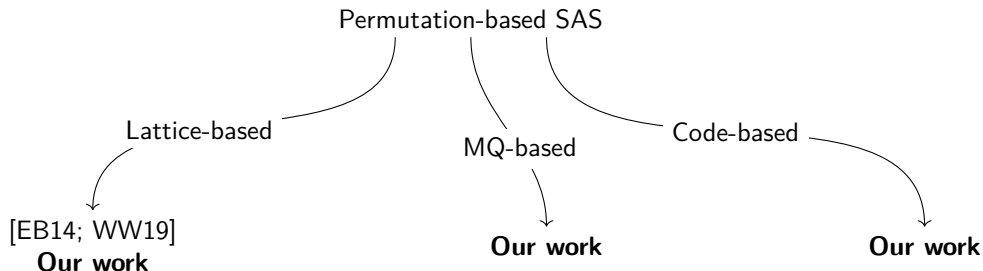 Permutation-based SAS
Lattice-based
MQ-based
Code-based
[EB14; WW19]
Our work
Our work
Our work